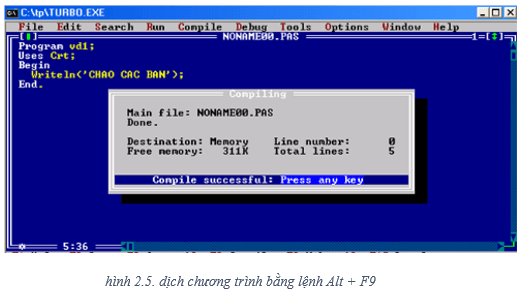 C:\tp\TURBO.EXE
File Edit Search Run Compile Debug Tools Options Window Help
NONAME00.PAS 1=[↕]
Program vd1;
Uses Crt;
Begin
Writeln('CHAO CAC BAN');
End.
Compiling
Main file: NONAME00.PAS
Done.
Destination: Memory Line number: 0
Free memory: 311K Total lines: 5
Compile successful: Press any key
5:36
hình 2.5. dịch chương trình bằng lệnh Alt + F9